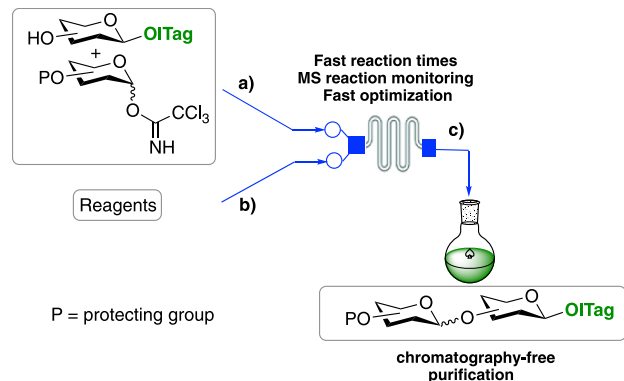 O
HO
OITag
+
O
PO
O
CCl3
NH
a)
Fast reaction times
MS reaction monitoring
Fast optimization
c)
Reagents
b)
P = protecting group
O
PO
O
O
OITag
chromatography-free
purification